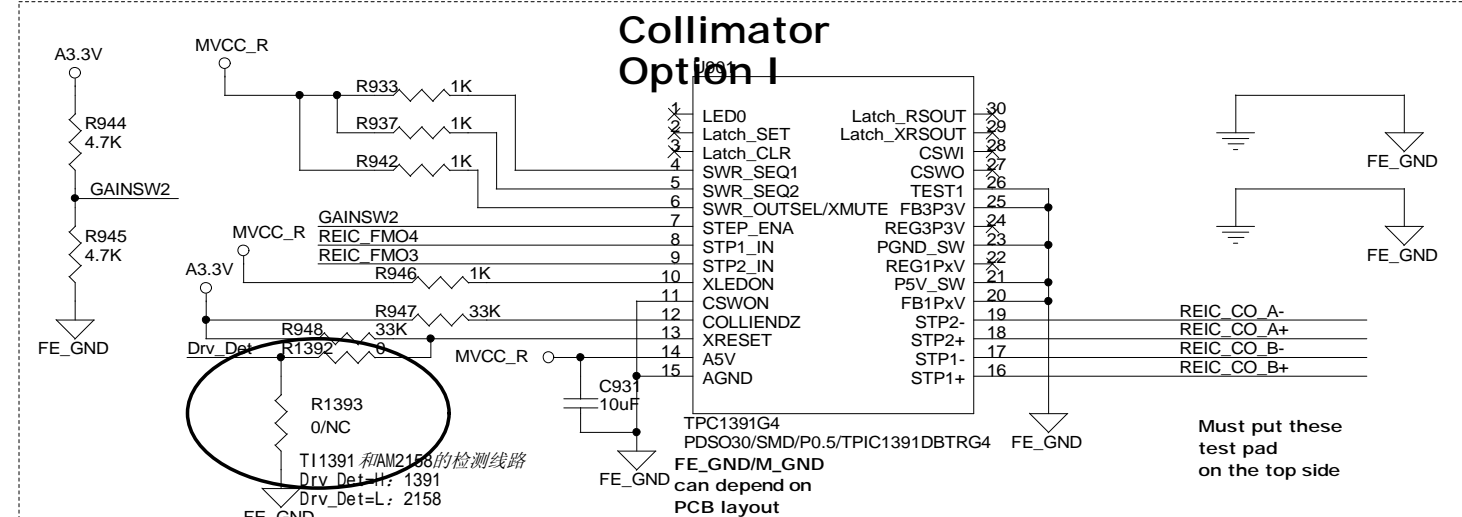 Collimator
Option I
A3.3V
MVCC_R
U901
R933 1K
R937 1K
R942 1K
R944
4.7K
GAINSW2
R945
4.7K
FE_GND
1 LED0
2 Latch_SET
3 Latch_CLR
4 SWR_SEQ1
5 SWR_SEQ2
6 SWR_OUTSEL/XMUTE
7 STEP_ENA
8 STP1_IN
9 STP2_IN
10 XLEDON
11 CSWON
12 COLLIENDZ
13 XRESET
14 A5V
15 AGND
Latch_RSOUT 30
Latch_XRSOUT 29
CSWI 28
CSWO 27
TEST1 26
FB3P3V 25
REG3P3V 24
PGND_SW 23
REG1PxV 22
P5V_SW 21
FB1PxV 20
STP2- 19
STP2+ 18
STP1- 17
STP1+ 16
GAINSW2
REIC_FMO4
REIC_FMO3
MVCC_R
R946 1K
A3.3V
R947 33K
R948 33K
Drv_Det R1392 0
MVCC_R
C931
10uF
R1393
0/NC
TI1391和AM2158的检测线路
Drv_Det=H: 1391
Drv_Det=L: 2158
FE_GND
FE_GND
TPC1391G4
PDSO30/SMD/P0.5/TPIC1391DBTRG4
FE_GND/M_GND
can depend on
PCB layout
FE_GND
REIC_CO_A-
REIC_CO_A+
REIC_CO_B-
REIC_CO_B+
FE_GND
FE_GND
Must put these
test pad
on the top side